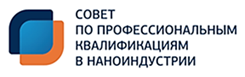 СОВЕТ
ПО ПРОФЕССИОНАЛЬНЫМ
КВАЛИФИКАЦИЯМ
В НАНОИНДУСТРИИ